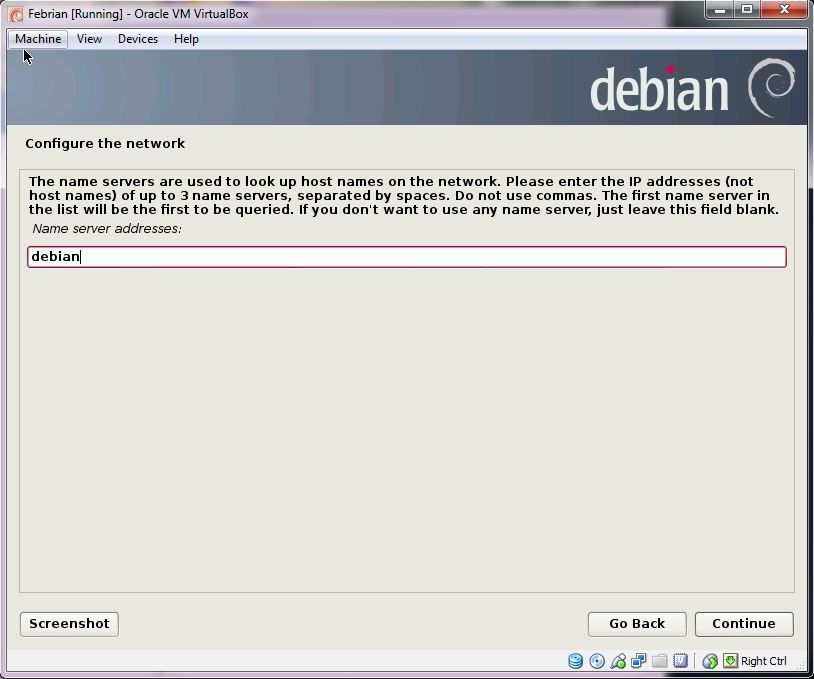 Febrian [Running] - Oracle VM VirtualBox
Machine View Devices Help
debian
Configure the network
The name servers are used to look up host names on the network. Please enter the IP addresses (not
host names) of up to 3 name servers, separated by spaces. Do not use commas. The first name server in
the list will be the first to be queried. If you don't want to use any name server, just leave this field blank.
Name server addresses:
debian
Screenshot Go Back Continue
Right Ctrl